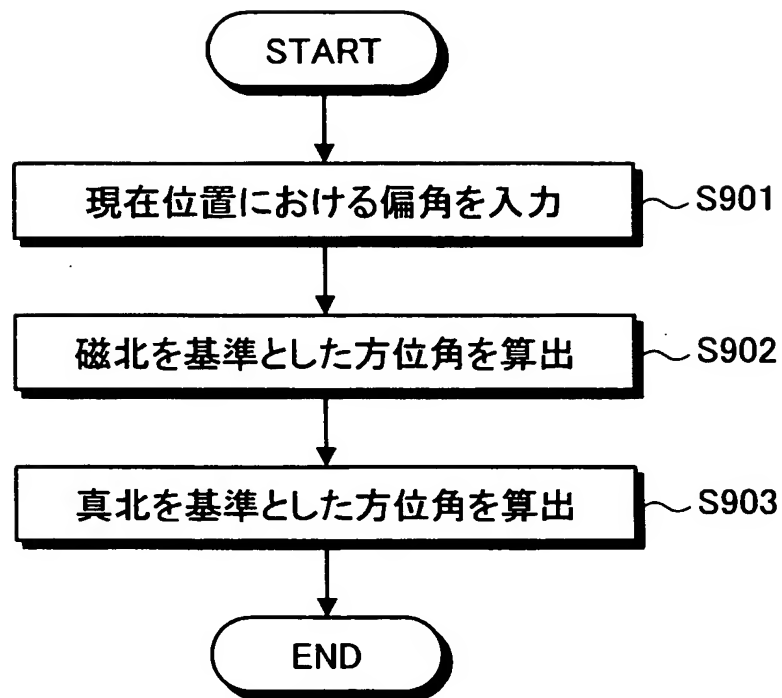 START
現在位置における偏角を入力
S901
磁北を基準とした方位角を算出
S902
真北を基準とした方位角を算出
S903
END